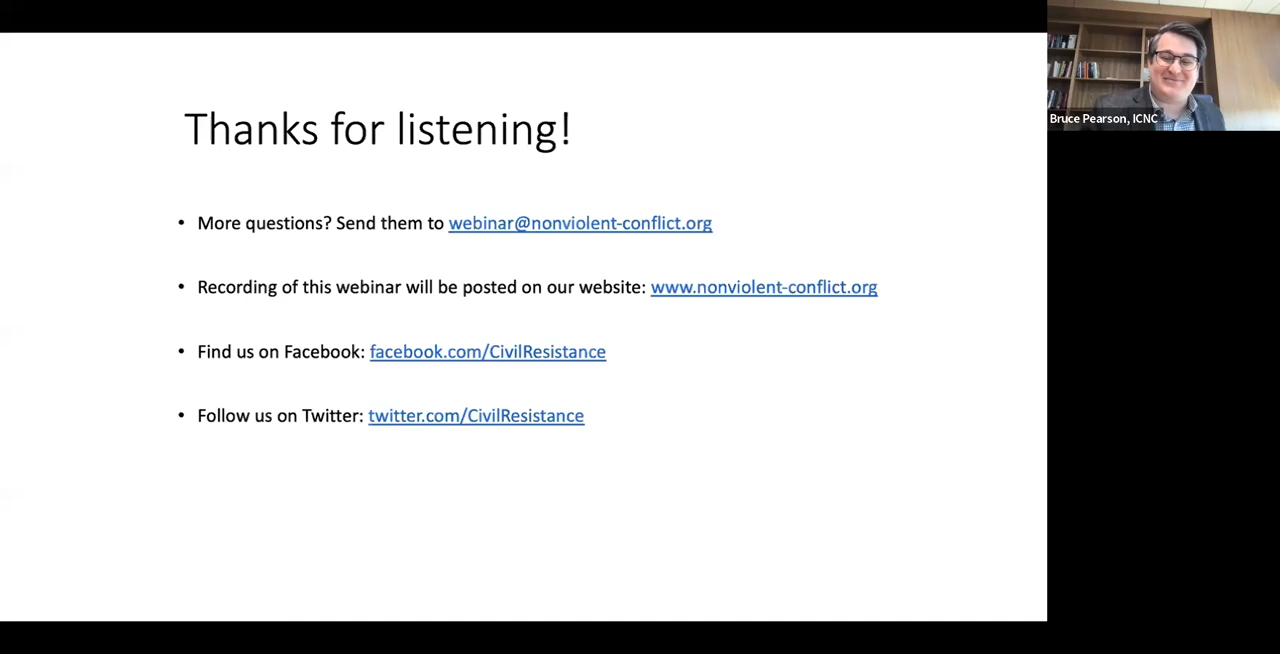 Thanks for listening!
• More questions? Send them to webinar@nonviolent-conflict.org
• Recording of this webinar will be posted on our website: www.nonviolent-conflict.org
• Find us on Facebook: facebook.com/CivilResistance
• Follow us on Twitter: twitter.com/CivilResistance
Bruce Pearson, ICNC